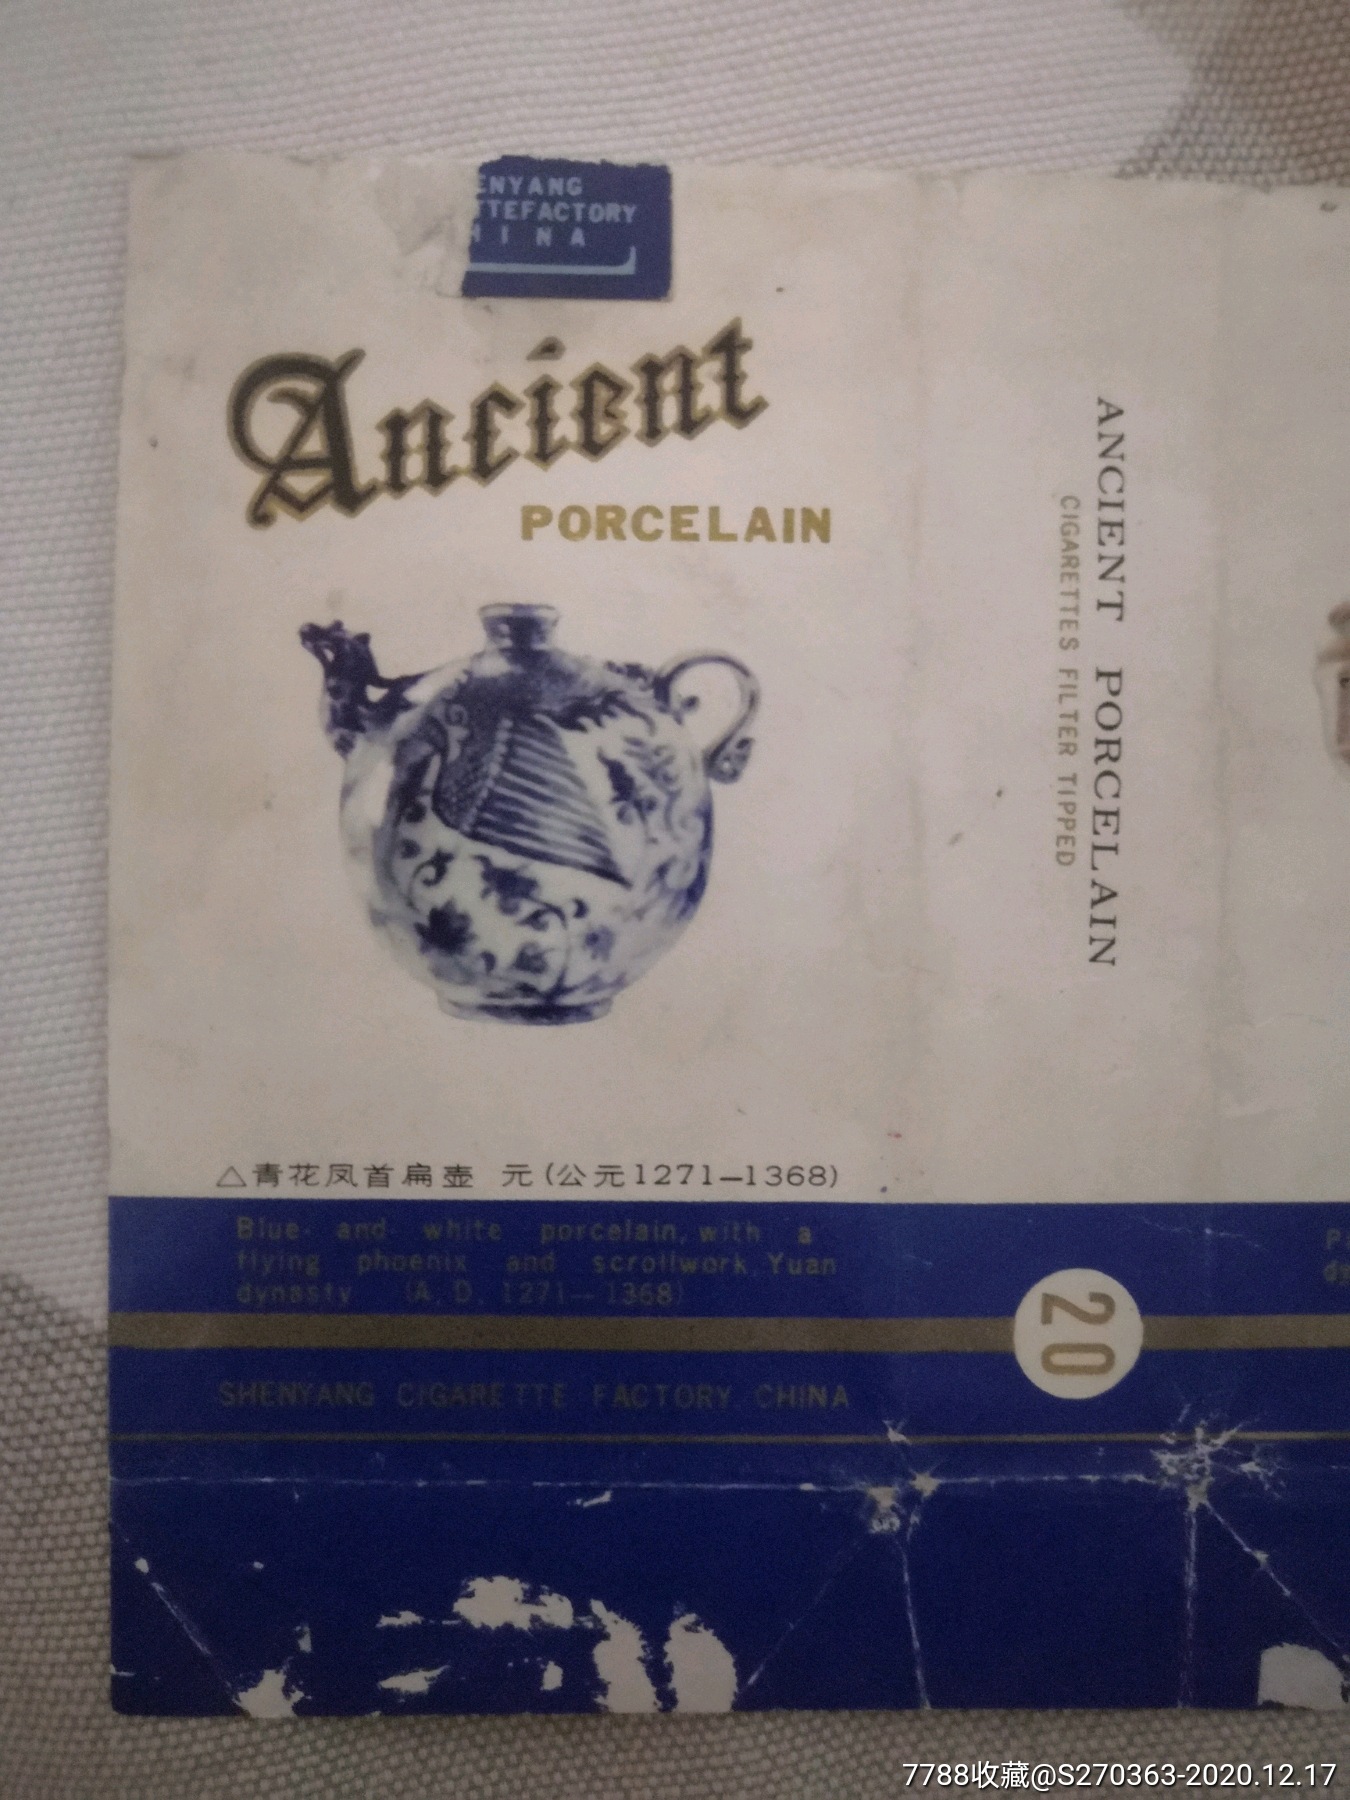 ENYANG
TTEFACTORY
HINA
Ancient
PORCELAIN
ANCIENT PORCELAIN
CIGARETTES FILTER TIPPED
△青花凤首扁壶 元(公元1271—1368)
Blue and white porcelain, with a
flying phoenix and scrollwork, Yuan
dynasty (A. D. 1271—1368)
20
SHENYANG CIGARETTE FACTORY CHINA
7788收藏@S270363-2020.12.17